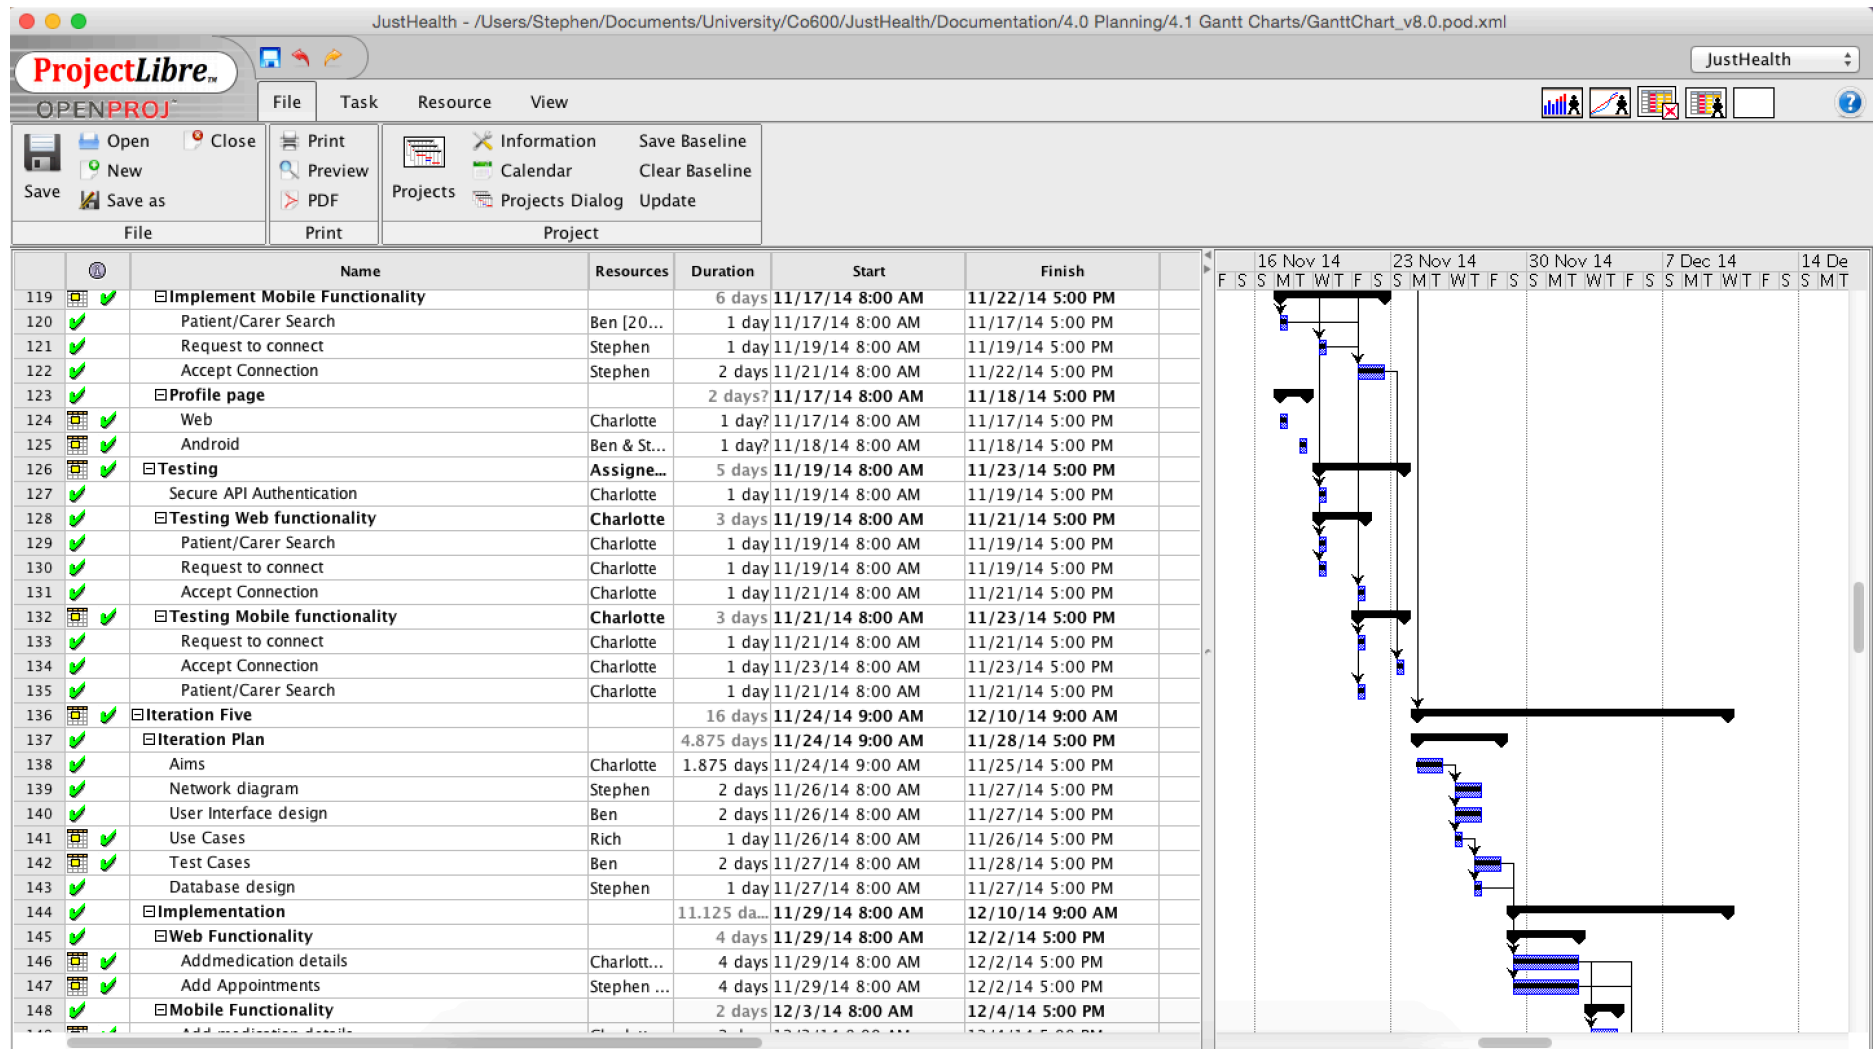 JustHealth - /Users/Stephen/Documents/University/Co600/JustHealth/Documentation/4.0 Planning/4.1 Gantt Charts/GanttChart_v8.0.pod.xml
ProjectLibre™
OPENPROJ
JustHealth
File Task Resource View
Save
Open
New
Save as
Close
File
Print
Preview
PDF
Print
Projects
Information
Calendar
Projects Dialog
Save Baseline
Clear Baseline
Update
Project
Name Resources Duration Start Finish
16 Nov 14 23 Nov 14 30 Nov 14 7 Dec 14 14 De
F S S M T W T F S S M T W T F S S M T W T F S S M T W T F S S M T
119 Implement Mobile Functionality 6 days 11/17/14 8:00 AM 11/22/14 5:00 PM
120 Patient/Carer Search Ben [20... 1 day 11/17/14 8:00 AM 11/17/14 5:00 PM
121 Request to connect Stephen 1 day 11/19/14 8:00 AM 11/19/14 5:00 PM
122 Accept Connection Stephen 2 days 11/21/14 8:00 AM 11/22/14 5:00 PM
123 Profile page 2 days? 11/17/14 8:00 AM 11/18/14 5:00 PM
124 Web Charlotte 1 day? 11/17/14 8:00 AM 11/17/14 5:00 PM
125 Android Ben & St... 1 day? 11/18/14 8:00 AM 11/18/14 5:00 PM
126 Testing Assigne... 5 days 11/19/14 8:00 AM 11/23/14 5:00 PM
127 Secure API Authentication Charlotte 1 day 11/19/14 8:00 AM 11/19/14 5:00 PM
128 Testing Web functionality Charlotte 3 days 11/19/14 8:00 AM 11/21/14 5:00 PM
129 Patient/Carer Search Charlotte 1 day 11/19/14 8:00 AM 11/19/14 5:00 PM
130 Request to connect Charlotte 1 day 11/19/14 8:00 AM 11/19/14 5:00 PM
131 Accept Connection Charlotte 1 day 11/21/14 8:00 AM 11/21/14 5:00 PM
132 Testing Mobile functionality Charlotte 3 days 11/21/14 8:00 AM 11/23/14 5:00 PM
133 Request to connect Charlotte 1 day 11/21/14 8:00 AM 11/21/14 5:00 PM
134 Accept Connection Charlotte 1 day 11/23/14 8:00 AM 11/23/14 5:00 PM
135 Patient/Carer Search Charlotte 1 day 11/21/14 8:00 AM 11/21/14 5:00 PM
136 Iteration Five 16 days 11/24/14 9:00 AM 12/10/14 9:00 AM
137 Iteration Plan 4.875 days 11/24/14 9:00 AM 11/28/14 5:00 PM
138 Aims Charlotte 1.875 days 11/24/14 9:00 AM 11/25/14 5:00 PM
139 Network diagram Stephen 2 days 11/26/14 8:00 AM 11/27/14 5:00 PM
140 User Interface design Ben 2 days 11/26/14 8:00 AM 11/27/14 5:00 PM
141 Use Cases Rich 1 day 11/26/14 8:00 AM 11/26/14 5:00 PM
142 Test Cases Ben 2 days 11/27/14 8:00 AM 11/28/14 5:00 PM
143 Database design Stephen 1 day 11/27/14 8:00 AM 11/27/14 5:00 PM
144 Implementation 11.125 da... 11/29/14 8:00 AM 12/10/14 9:00 AM
145 Web Functionality 4 days 11/29/14 8:00 AM 12/2/14 5:00 PM
146 Addmedication details Charlott... 4 days 11/29/14 8:00 AM 12/2/14 5:00 PM
147 Add Appointments Stephen ... 4 days 11/29/14 8:00 AM 12/2/14 5:00 PM
148 Mobile Functionality 2 days 12/3/14 8:00 AM 12/4/14 5:00 PM